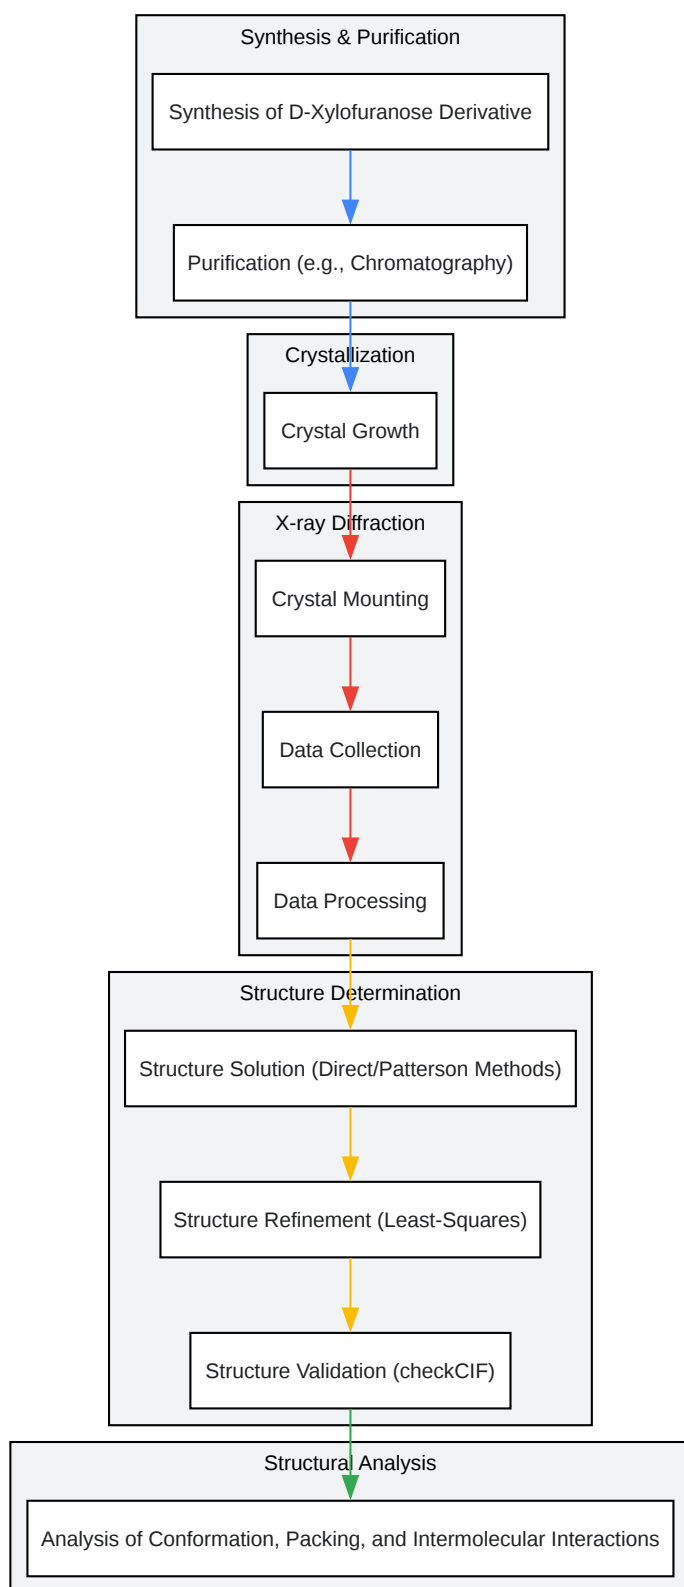 Synthesis & Purification
Synthesis of D-Xylofuranose Derivative
Purification (e.g., Chromatography)
Crystallization
Crystal Growth
X-ray Diffraction
Crystal Mounting
Data Collection
Data Processing
Structure Determination
Structure Solution (Direct/Patterson Methods)
Structure Refinement (Least-Squares)
Structure Validation (checkCIF)
Structural Analysis
Analysis of Conformation, Packing, and Intermolecular Interactions